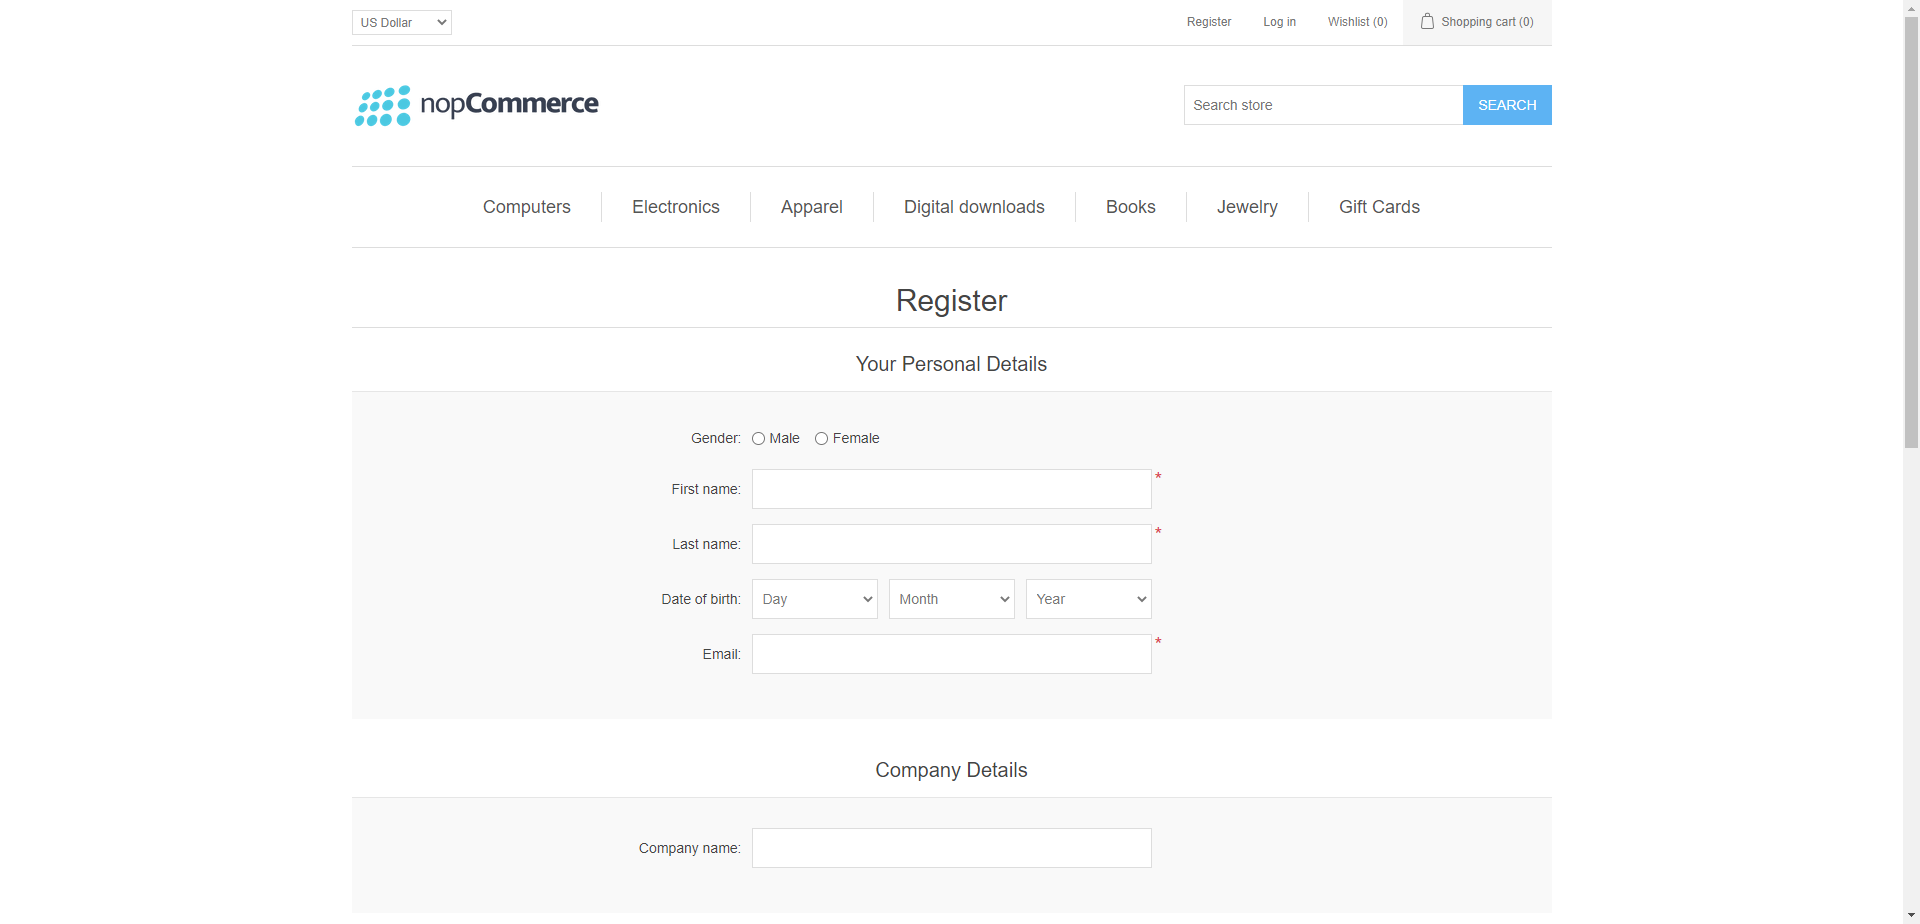 US Dollar
Register Log in Wishlist (0) Shopping cart (0)
nopCommerce
Search store SEARCH
Computers Electronics Apparel Digital downloads Books Jewelry Gift Cards
Register
Your Personal Details
Gender: Male Female
First name: *
Last name: *
Date of birth: Day Month Year
Email: *
Company Details
Company name: